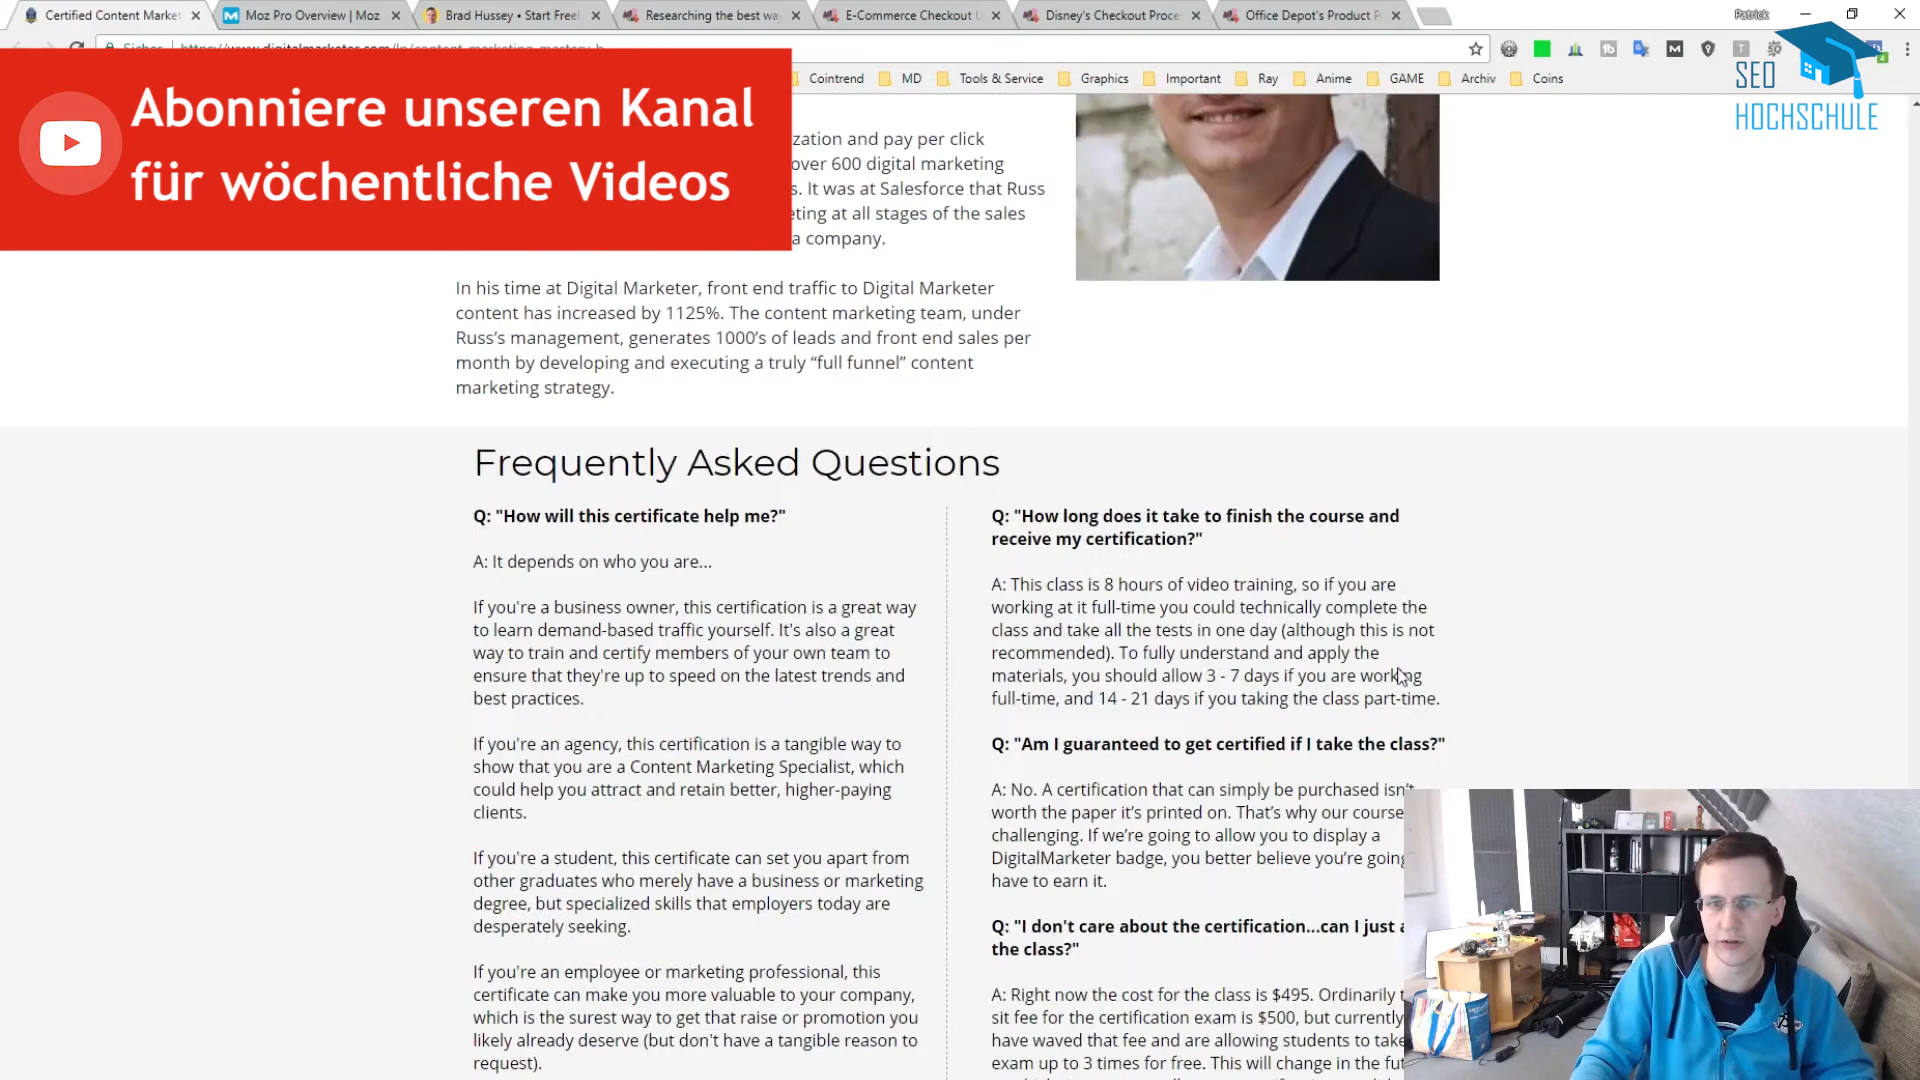 Certified Content Market
Moz Pro Overview | Moz
Brad Hussey • Start Free
Researching the best wa
E-Commerce Checkout U
Disney's Checkout Proce
Office Depot's Product P
Patrick
Cointrend
MD
Tools & Service
Graphics
Important
Ray
Anime
GAME
Archiv
Coins
SEO
HOCHSCHULE
Abonniere unseren Kanal
für wöchentliche Videos
zation and pay per click
over 600 digital marketing
s. It was at Salesforce that Russ
eting at all stages of the sales
a company.
In his time at Digital Marketer, front end traffic to Digital Marketer
content has increased by 1125%. The content marketing team, under
Russ’s management, generates 1000’s of leads and front end sales per
month by developing and executing a truly “full funnel” content
marketing strategy.
Frequently Asked Questions
Q: "How will this certificate help me?"
A: It depends on who you are...
If you're a business owner, this certification is a great way
to learn demand-based traffic yourself. It's also a great
way to train and certify members of your own team to
ensure that they're up to speed on the latest trends and
best practices.
If you're an agency, this certification is a tangible way to
show that you are a Content Marketing Specialist, which
could help you attract and retain better, higher-paying
clients.
If you're a student, this certificate can set you apart from
other graduates who merely have a business or marketing
degree, but specialized skills that employers today are
desperately seeking.
If you're an employee or marketing professional, this
certificate can make you more valuable to your company,
which is the surest way to get that raise or promotion you
likely already deserve (but don't have a tangible reason to
request).
Q: "How long does it take to finish the course and
receive my certification?"
A: This class is 8 hours of video training, so if you are
working at it full-time you could technically complete the
class and take all the tests in one day (although this is not
recommended). To fully understand and apply the
materials, you should allow 3 - 7 days if you are working
full-time, and 14 - 21 days if you taking the class part-time.
Q: "Am I guaranteed to get certified if I take the class?"
A: No. A certification that can simply be purchased isn't
worth the paper it’s printed on. That’s why our course
challenging. If we’re going to allow you to display a
DigitalMarketer badge, you better believe you’re going
have to earn it.
Q: "I don't care about the certification...can I just a
the class?"
A: Right now the cost for the class is $495. Ordinarily t
sit fee for the certification exam is $500, but currently
have waved that fee and are allowing students to take
exam up to 3 times for free. This will change in the fut